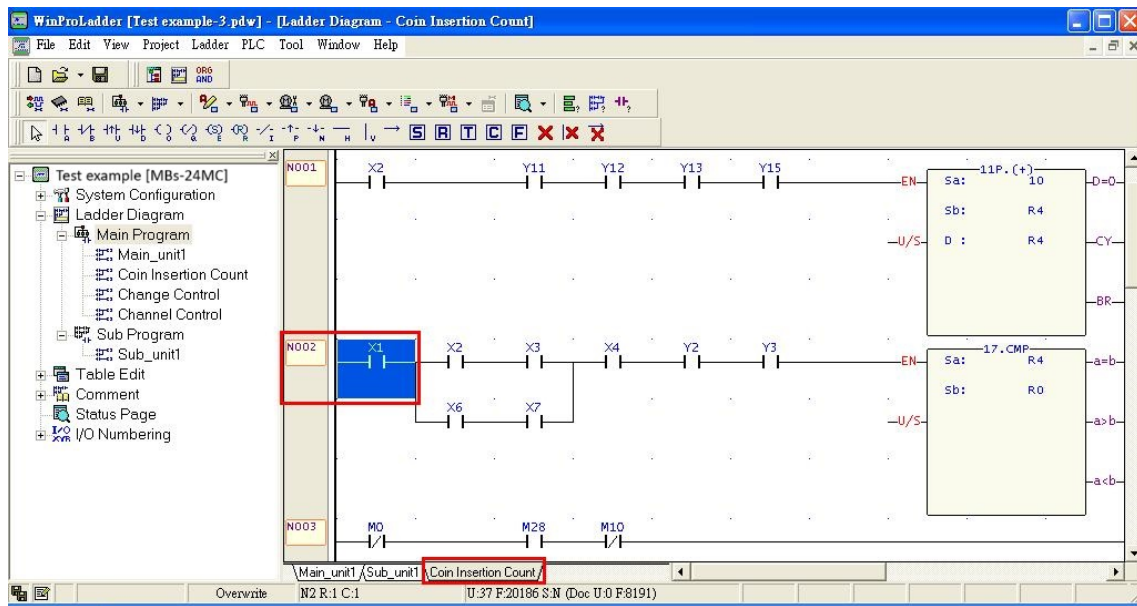 WinProLadder [Test example-3.pdw] - [Ladder Diagram - Coin Insertion Count]
File Edit View Project Ladder PLC Tool Window Help
ORG
AND
S R T C F
Test example [MBs-24MC]
System Configuration
Ladder Diagram
Main Program
Main_unit1
Coin Insertion Count
Change Control
Channel Control
Sub Program
Sub_unit1
Table Edit
Comment
Status Page
I/O Numbering
N001 X2 Y11 Y12 Y13 Y15
11P.(+)
EN Sa: 10 D=0
Sb: R4
U/S D : R4 CY
BR
N002 X1 X2 X3 X4 Y2 Y3
17.CMP
EN Sa: R4 a=b
Sb: R0
X6 X7
U/S a>b
a<b
N003 M0 M28 M10
Main_unit1 Sub_unit1 Coin Insertion Count
Overwrite N2 R:1 C:1 U:37 F:20186 S:N (Doc U:0 F:8191)